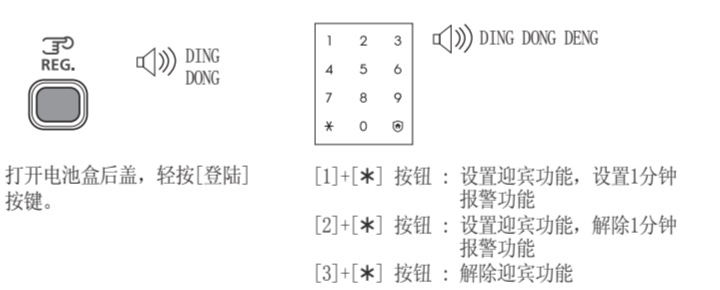 REG.
DING
DONG
1 2 3
4 5 6
7 8 9
* 0
DING DONG DENG
打开电池盒后盖，轻按[登陆]
按键。
[1]+[*] 按钮 : 设置迎宾功能，设置1分钟
报警功能
[2]+[*] 按钮 : 设置迎宾功能，解除1分钟
报警功能
[3]+[*] 按钮 : 解除迎宾功能